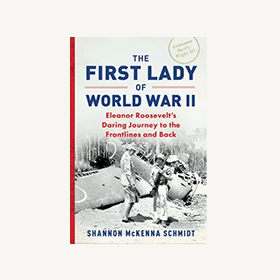 THE
FIRST LADY
OF
WORLD WAR II
Eleanor Roosevelt's
Daring Journey to the
Frontlines and Back
SHANNON McKENNA SCHMIDT